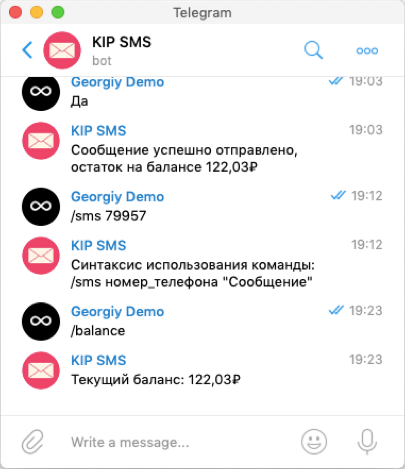 Telegram
KIP SMS
bot
Georgiy Demo 19:03
Да
KIP SMS 19:03
Сообщение успешно отправлено,
остаток на балансе 122,03₽
Georgiy Demo 19:12
/sms 79957
KIP SMS 19:12
Синтаксис использования команды:
/sms номер_телефона "Сообщение"
Georgiy Demo 19:23
/balance
KIP SMS 19:23
Текущий баланс: 122,03₽
Write a message...